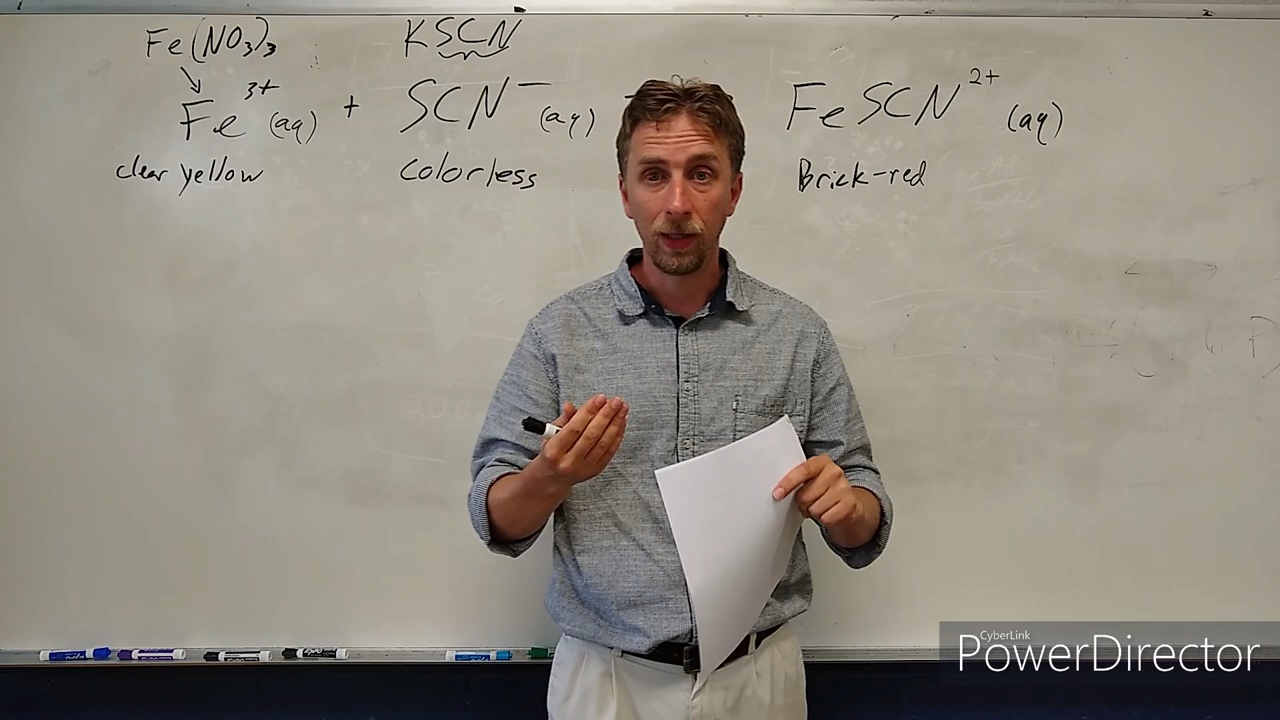 Fe(NO₃)₃ KSCN
Fe³⁺ (aq) + SCN⁻ (aq) FeSCN²⁺ (aq)
clear yellow colorless Brick-red
CyberLink
PowerDirector